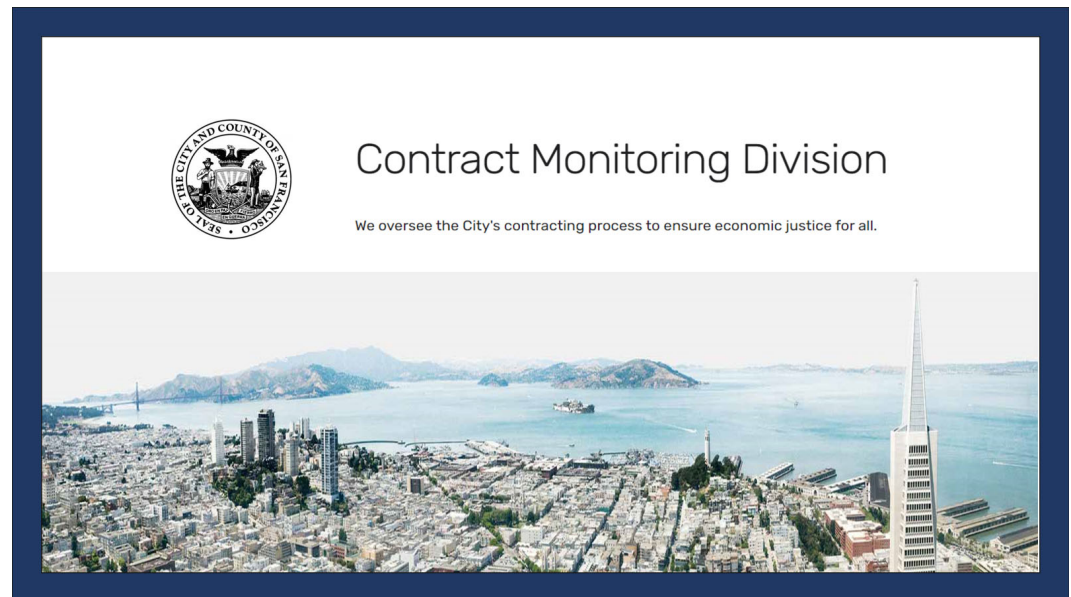 SEAL OF THE CITY AND COUNTY OF SAN FRANCISCO
Contract Monitoring Division
We oversee the City's contracting process to ensure economic justice for all.